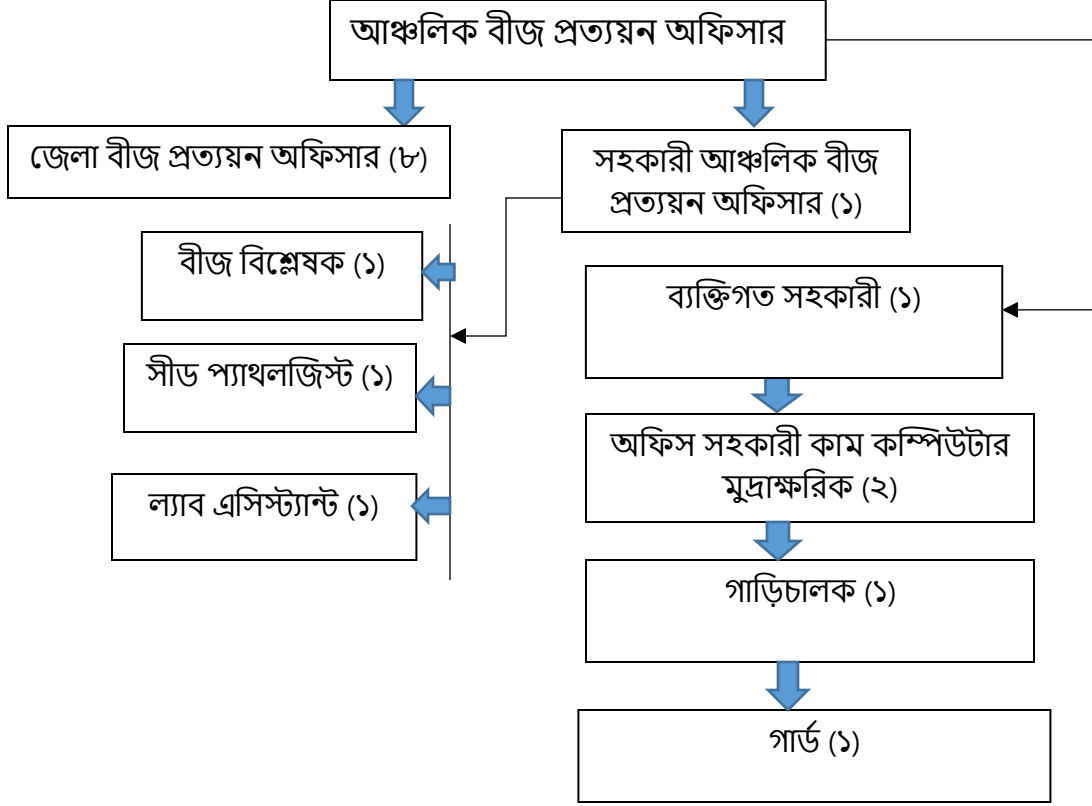 আঞ্চলিক বীজ প্রত্যয়ন অফিসার
জেলা বীজ প্রত্যয়ন অফিসার (৮)
সহকারী আঞ্চলিক বীজ
প্রত্যয়ন অফিসার (১)
বীজ বিশ্লেষক (১)
সীড প্যাথলজিস্ট (১)
ল্যাব এসিস্ট্যান্ট (১)
ব্যক্তিগত সহকারী (১)
অফিস সহকারী কাম কম্পিউটার
মুদ্রাক্ষরিক (২)
গাড়িচালক (১)
গার্ড (১)